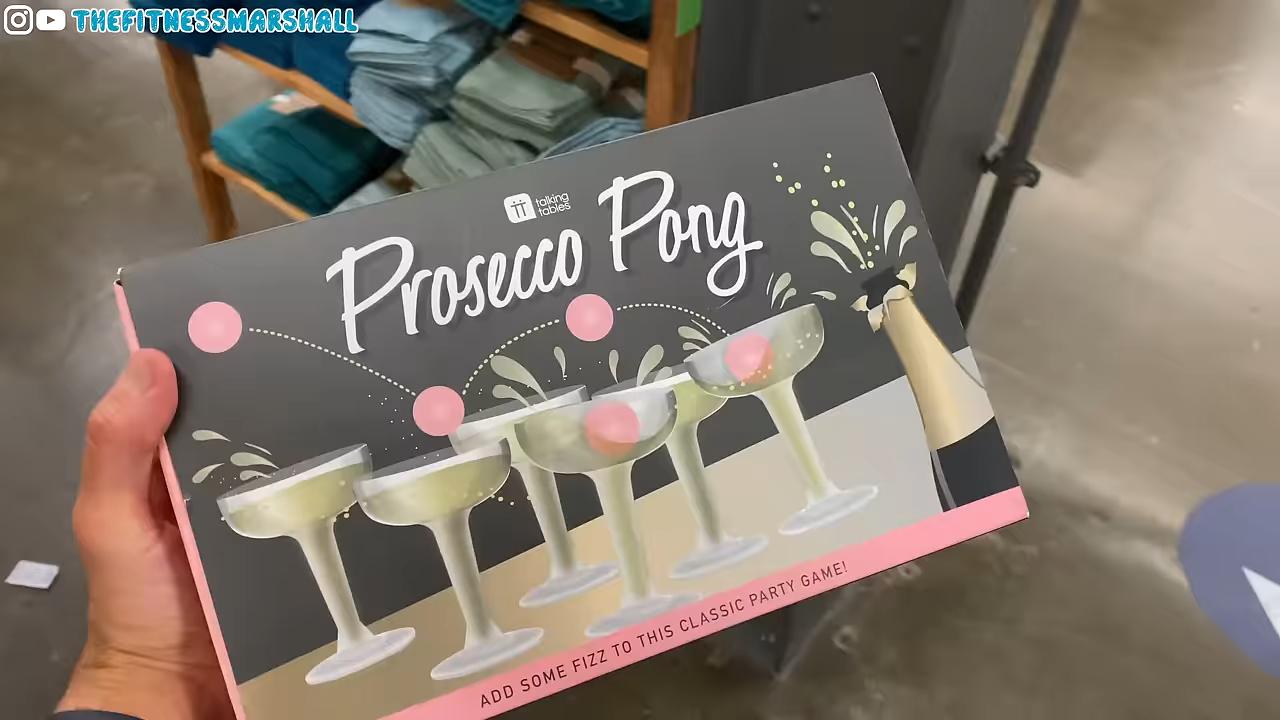 THEFITNESSMARSHALL
talking
tables
Prosecco Pong
ADD SOME FIZZ TO THIS CLASSIC PARTY GAME!